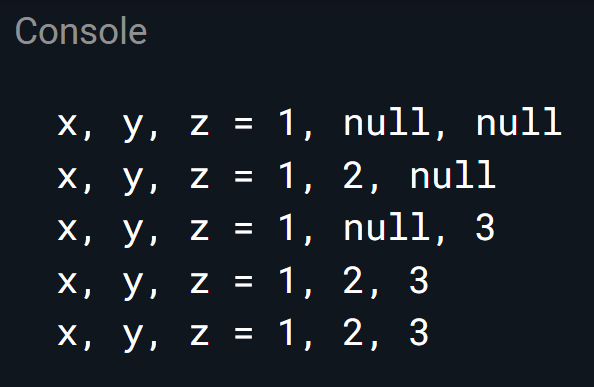 Console
x, y, z = 1, null, null
x, y, z = 1, 2, null
x, y, z = 1, null, 3
x, y, z = 1, 2, 3
x, y, z = 1, 2, 3